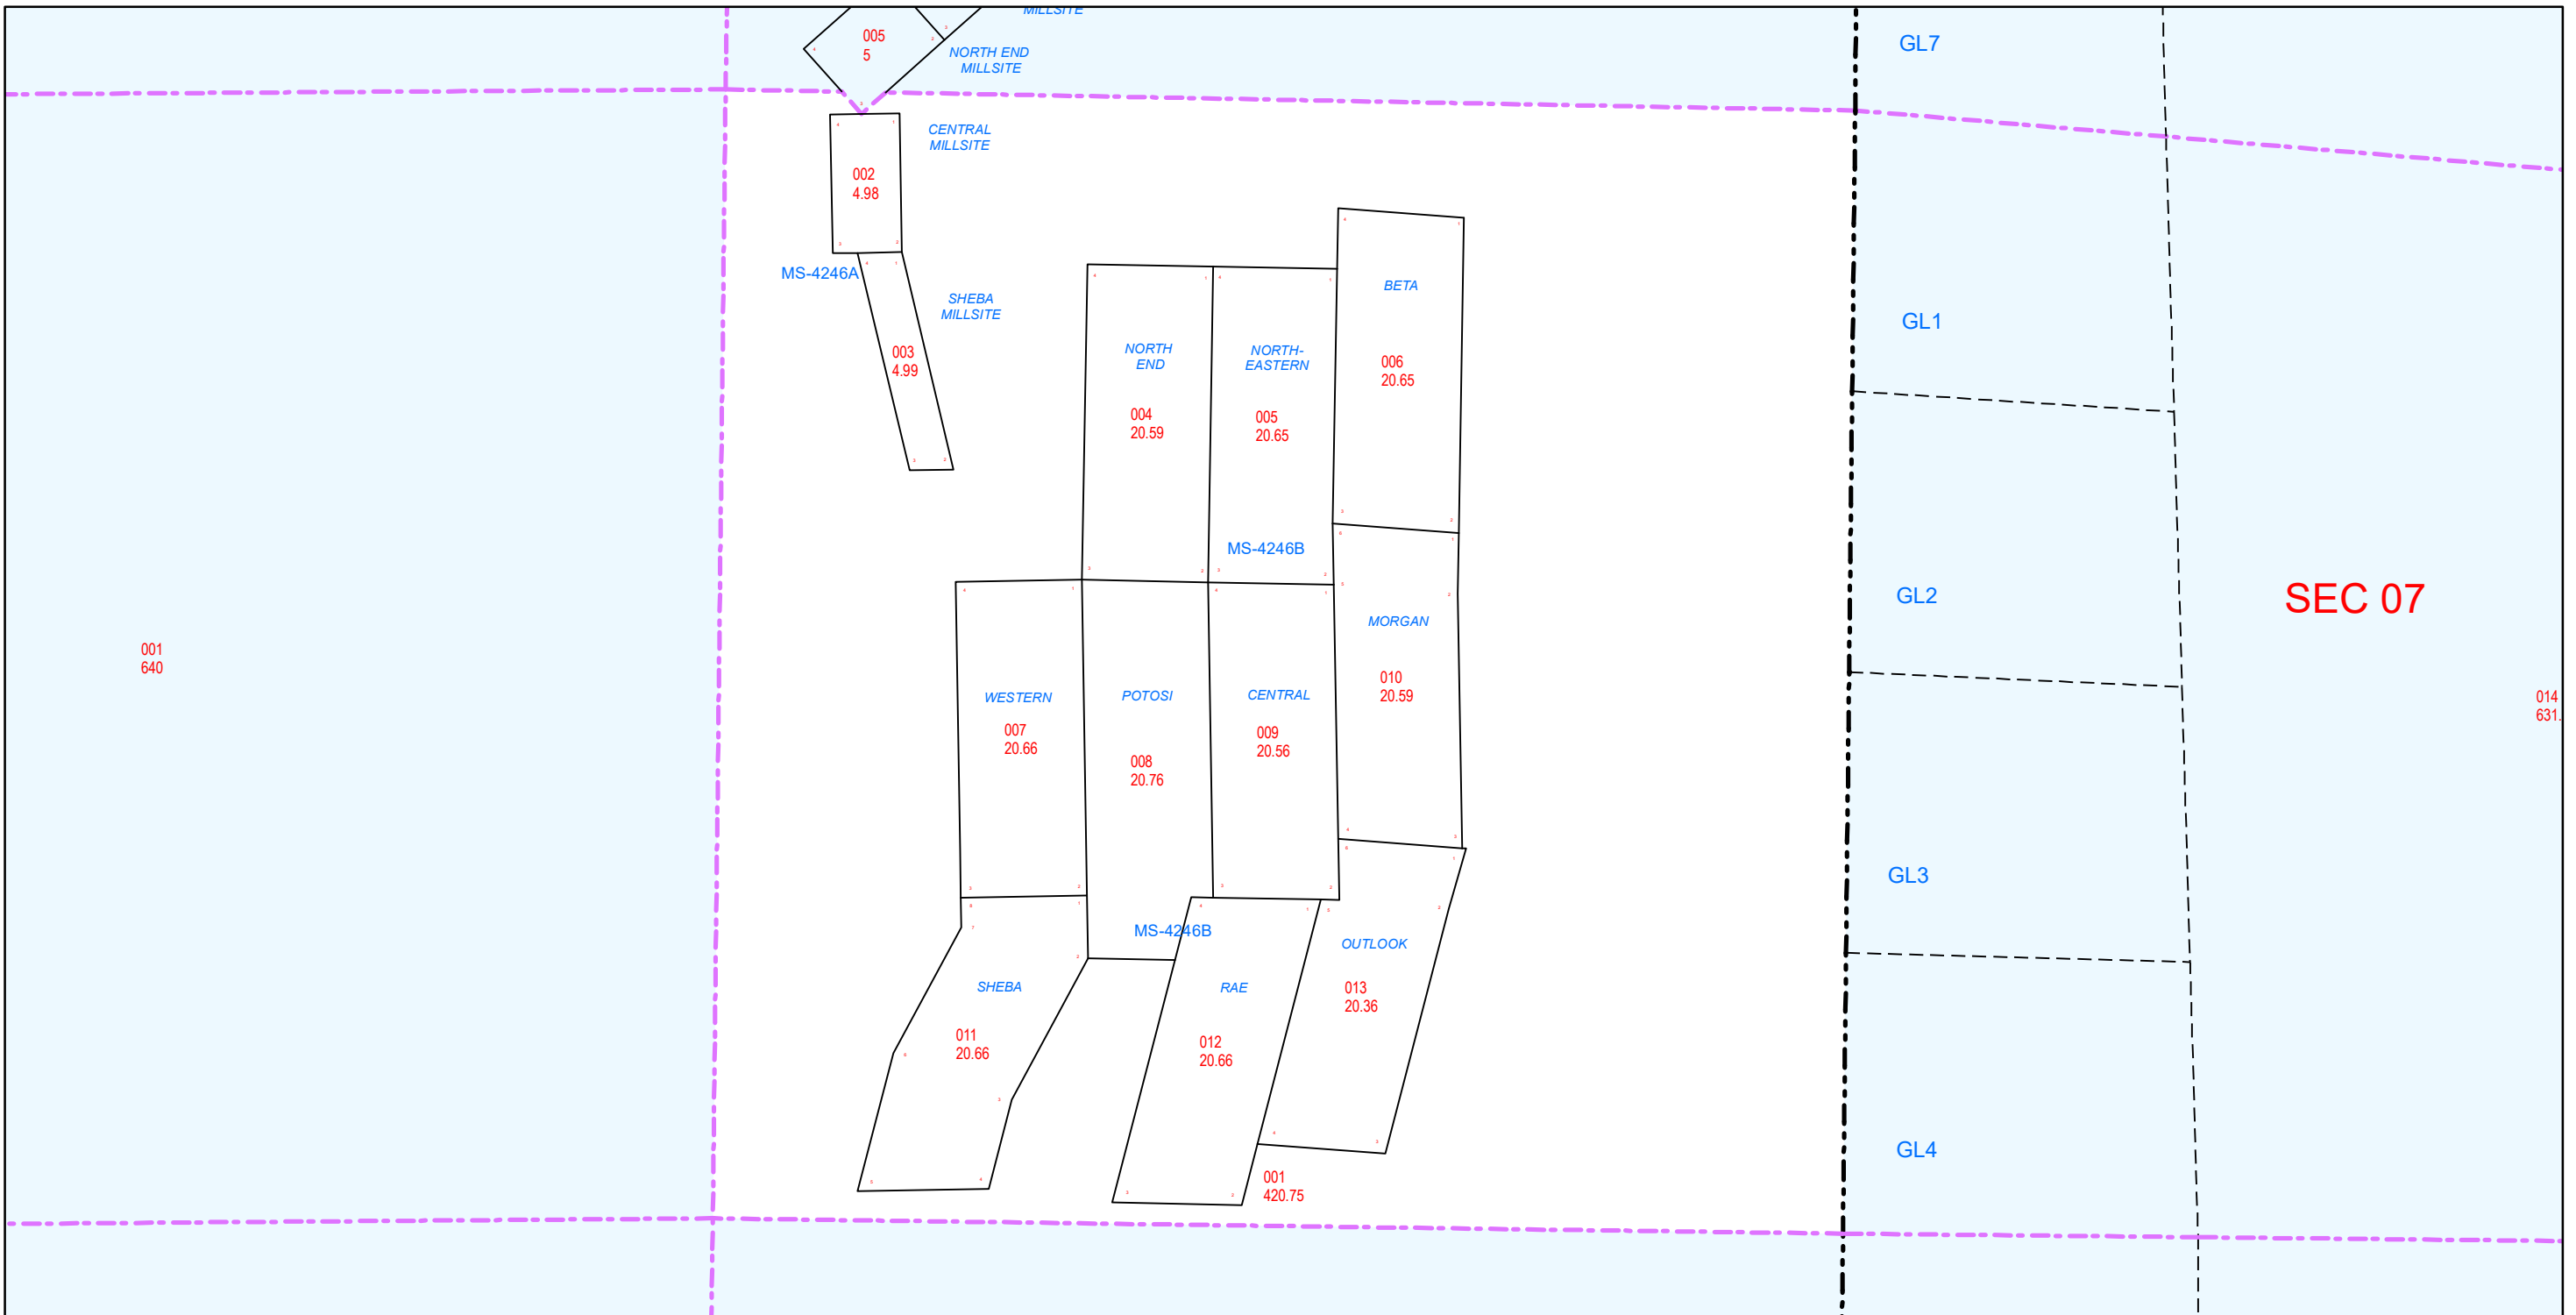 MILLSITE
005
5
NORTH END
MILLSITE
GL7
CENTRAL
MILLSITE
002
4.98
MS-4246A
SHEBA
MILLSITE
003
4.99
BETA
006
20.65
NORTH
END
004
20.59
NORTH-
EASTERN
005
20.65
GL1
MS-4246B
GL2
SEC 07
MORGAN
010
20.59
001
640
WESTERN
007
20.66
POTOSI
008
20.76
CENTRAL
009
20.56
014
631.
GL3
MS-4246B
OUTLOOK
013
20.36
SHEBA
011
20.66
RAE
012
20.66
GL4
001
420.75